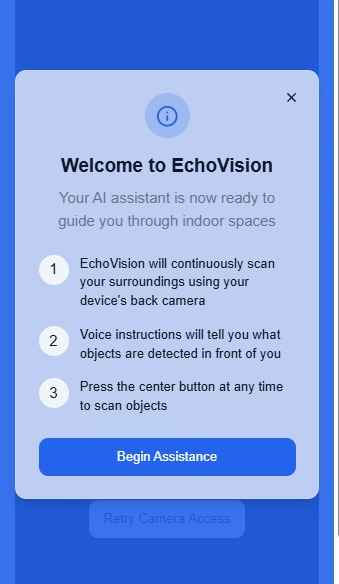 Welcome to EchoVision
Your AI assistant is now ready to
guide you through indoor spaces
1 EchoVision will continuously scan
your surroundings using your
device's back camera
2 Voice instructions will tell you what
objects are detected in front of you
3 Press the center button at any time
to scan objects
Begin Assistance
Retry Camera Access